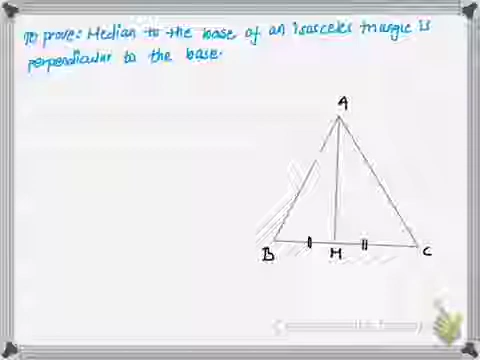 To prove: Median to the base of an isosceles triangle is
perpendicular to the base.
A
B
M
C